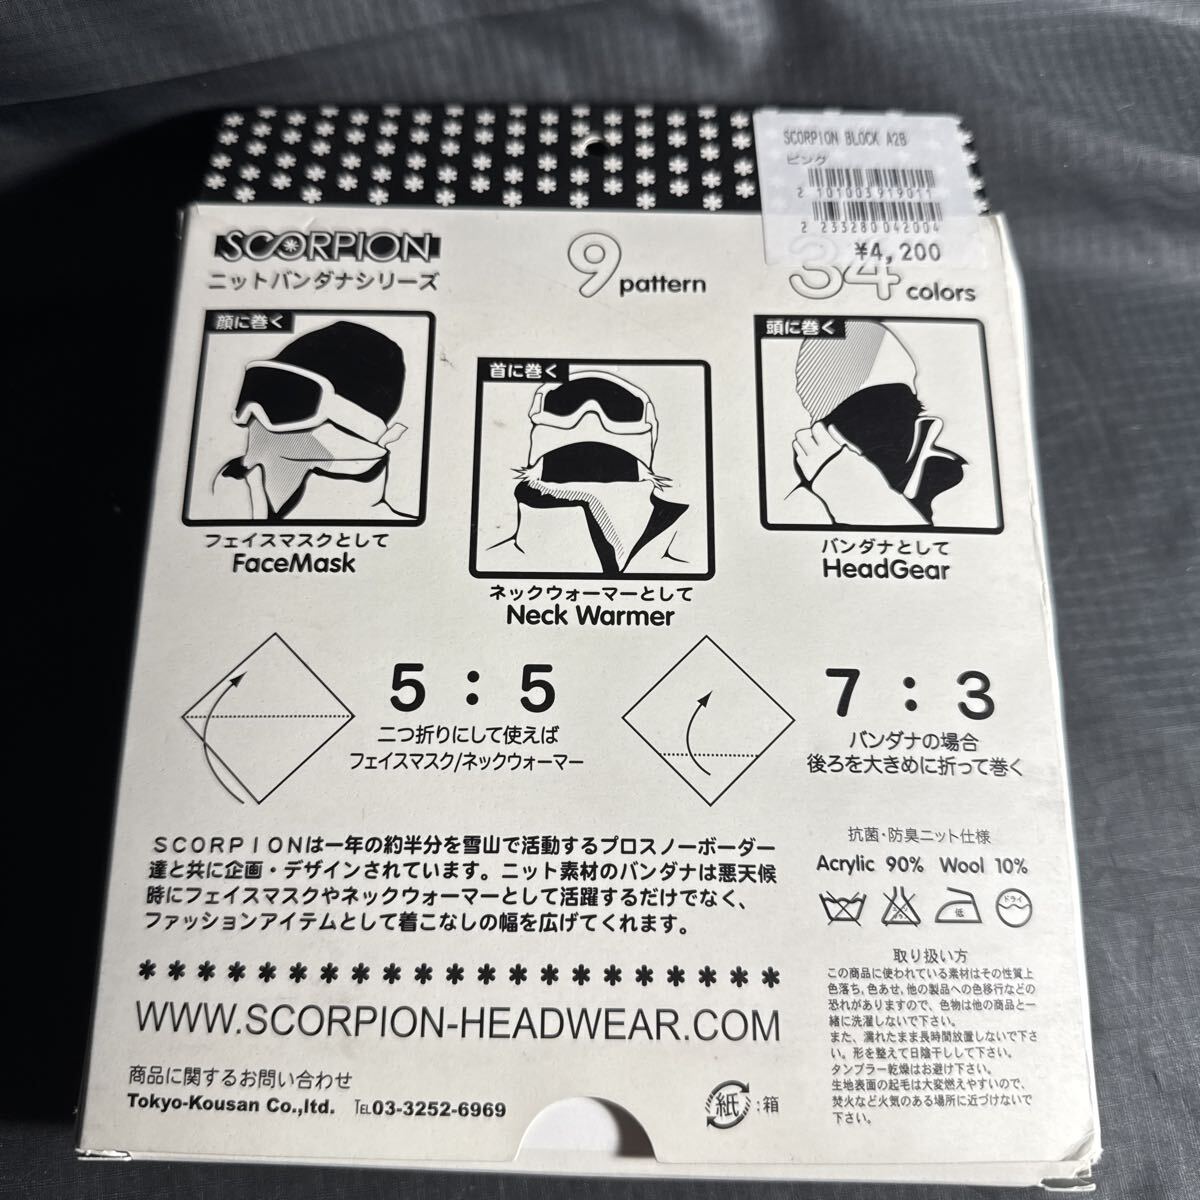 SCORPION BLOCK A2B
ピンク
2 101003 919011
2 233280 042004
¥4,200
SCORPION
ニットバンダナシリーズ
9 pattern
34 colors
顔に巻く
首に巻く
頭に巻く
フェイスマスクとして
FaceMask
ネックウォーマーとして
Neck Warmer
バンダナとして
HeadGear
5 : 5
二つ折りにして使えば
フェイスマスク/ネックウォーマー
7 : 3
バンダナの場合
後ろを大きめに折って巻く
SCORPIONは一年の約半分を雪山で活動するプロスノーボーダー
達と共に企画・デザインされています。ニット素材のバンダナは悪天候
時にフェイスマスクやネックウォーマーとして活躍するだけでなく、
ファッションアイテムとして着こなしの幅を広げてくれます。
抗菌・防臭ニット仕様
Acrylic 90% Wool 10%
低
ドライ
取り扱い方
この商品に使われている素材はその性質上
色落ち,色あせ,他の製品への色移行などの
恐れがありますので、色物は他の商品と一
緒に洗濯しないで下さい。
また、濡れたまま長時間放置しないで下さ
い。形を整えて日陰干しして下さい。
タンブラー乾燥はお避け下さい。
生地表面の起毛は大変燃えやすいので、
焚火など火気のある場所に近づけないで
下さい。
WWW.SCORPION-HEADWEAR.COM
商品に関するお問い合わせ
Tokyo-Kousan Co.,ltd. TEL03-3252-6969
紙:箱